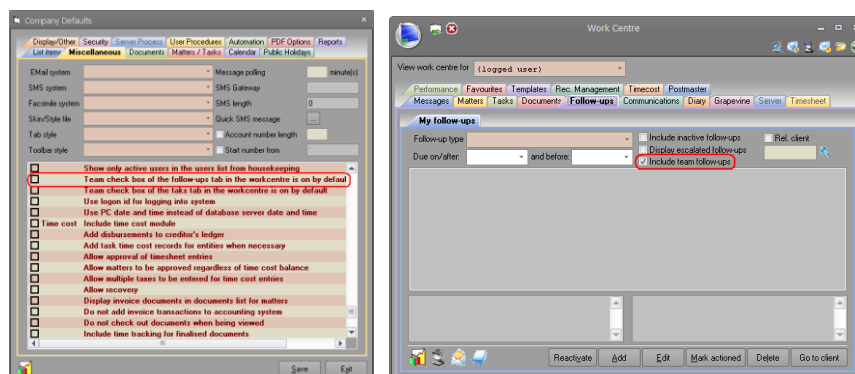 Company Defaults
Display/Other Security Server Process User Procedures Automation PDF Options Reports
List items Miscellaneous Documents Matters / Tasks Calendar Public Holidays
EMail system
Message polling
minute(s)
SMS system
SMS Gateway
Facsimile system
SMS length
0
Skin/Style file
Quick SMS message
...
Tab style
Account number length
Toolbar style
Start number from
Show only active users in the users list from housekeeping
Team check box of the follow-ups tab in the workcentre is on by defaul
Team check box of the taks tab in the workcentre is on by default
Use logon id for logging into system
Use PC date and time instead of database server date and time
Time cost Include time cost module
Add disbursements to creditor's ledger
Add task time cost records for entities when necessary
Allow approval of timesheet entries
Allow matters to be approved regardless of time cost balance
Allow multiple taxes to be entered for time cost entries
Allow recovery
Display invoice documents in documents list for matters
Do not add invoice transactions to accounting system
Do not check out documents when being viewed
Include time tracking for finalised documents
Save
Exit
Work Centre
View work centre for
(logged user)
Performance Favourites Templates Rec. Management Timecost Postmaster
Messages Matters Tasks Documents Follow-ups Communications Diary Grapevine Server Timesheet
My follow-ups
Follow-up type
Include inactive follow-ups
Rel. client
Display escalated follow-ups
Due on/after:
and before:
Include team follow-ups
Reactivate
Add
Edit
Mark actioned
Delete
Go to client